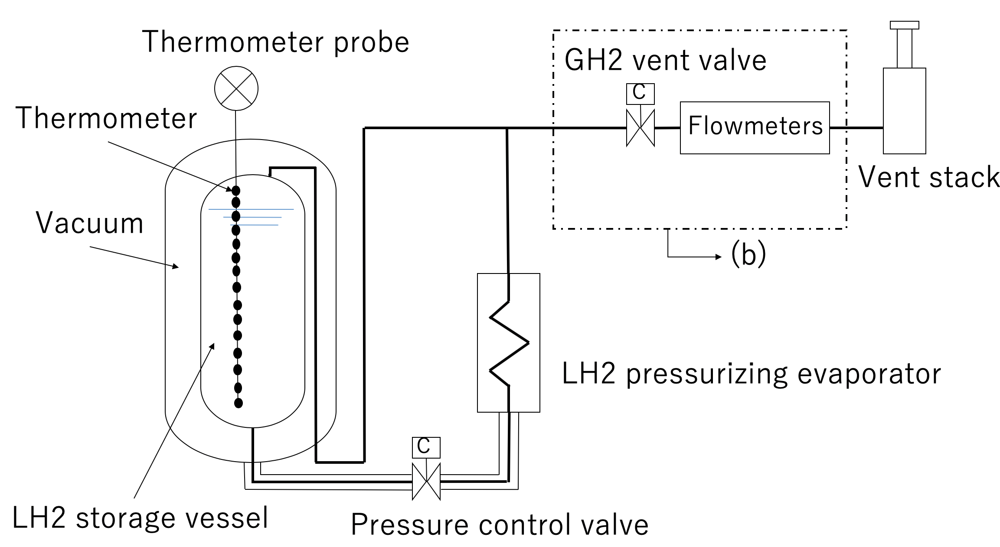 Thermometer probe
GH2 vent valve
C
Thermometer
Flowmeters
Vent stack
Vacuum
(b)
LH2 pressurizing evaporator
C
LH2 storage vessel
Pressure control valve